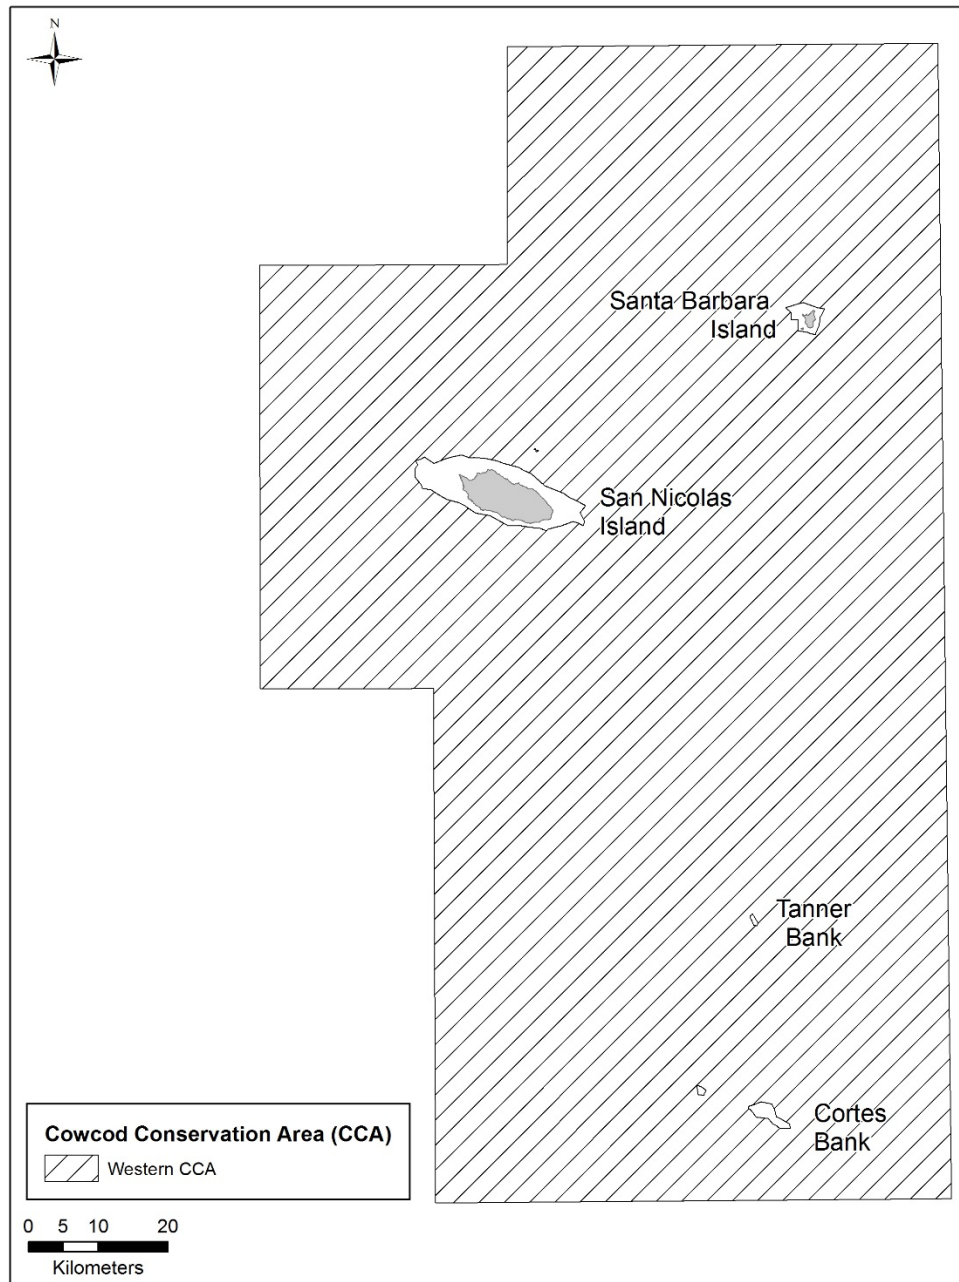 N
Santa Barbara
Island
San Nicolas
Island
Tanner
Bank
Cortes
Bank
Cowcod Conservation Area (CCA)
Western CCA
0 5 10 20
Kilometers